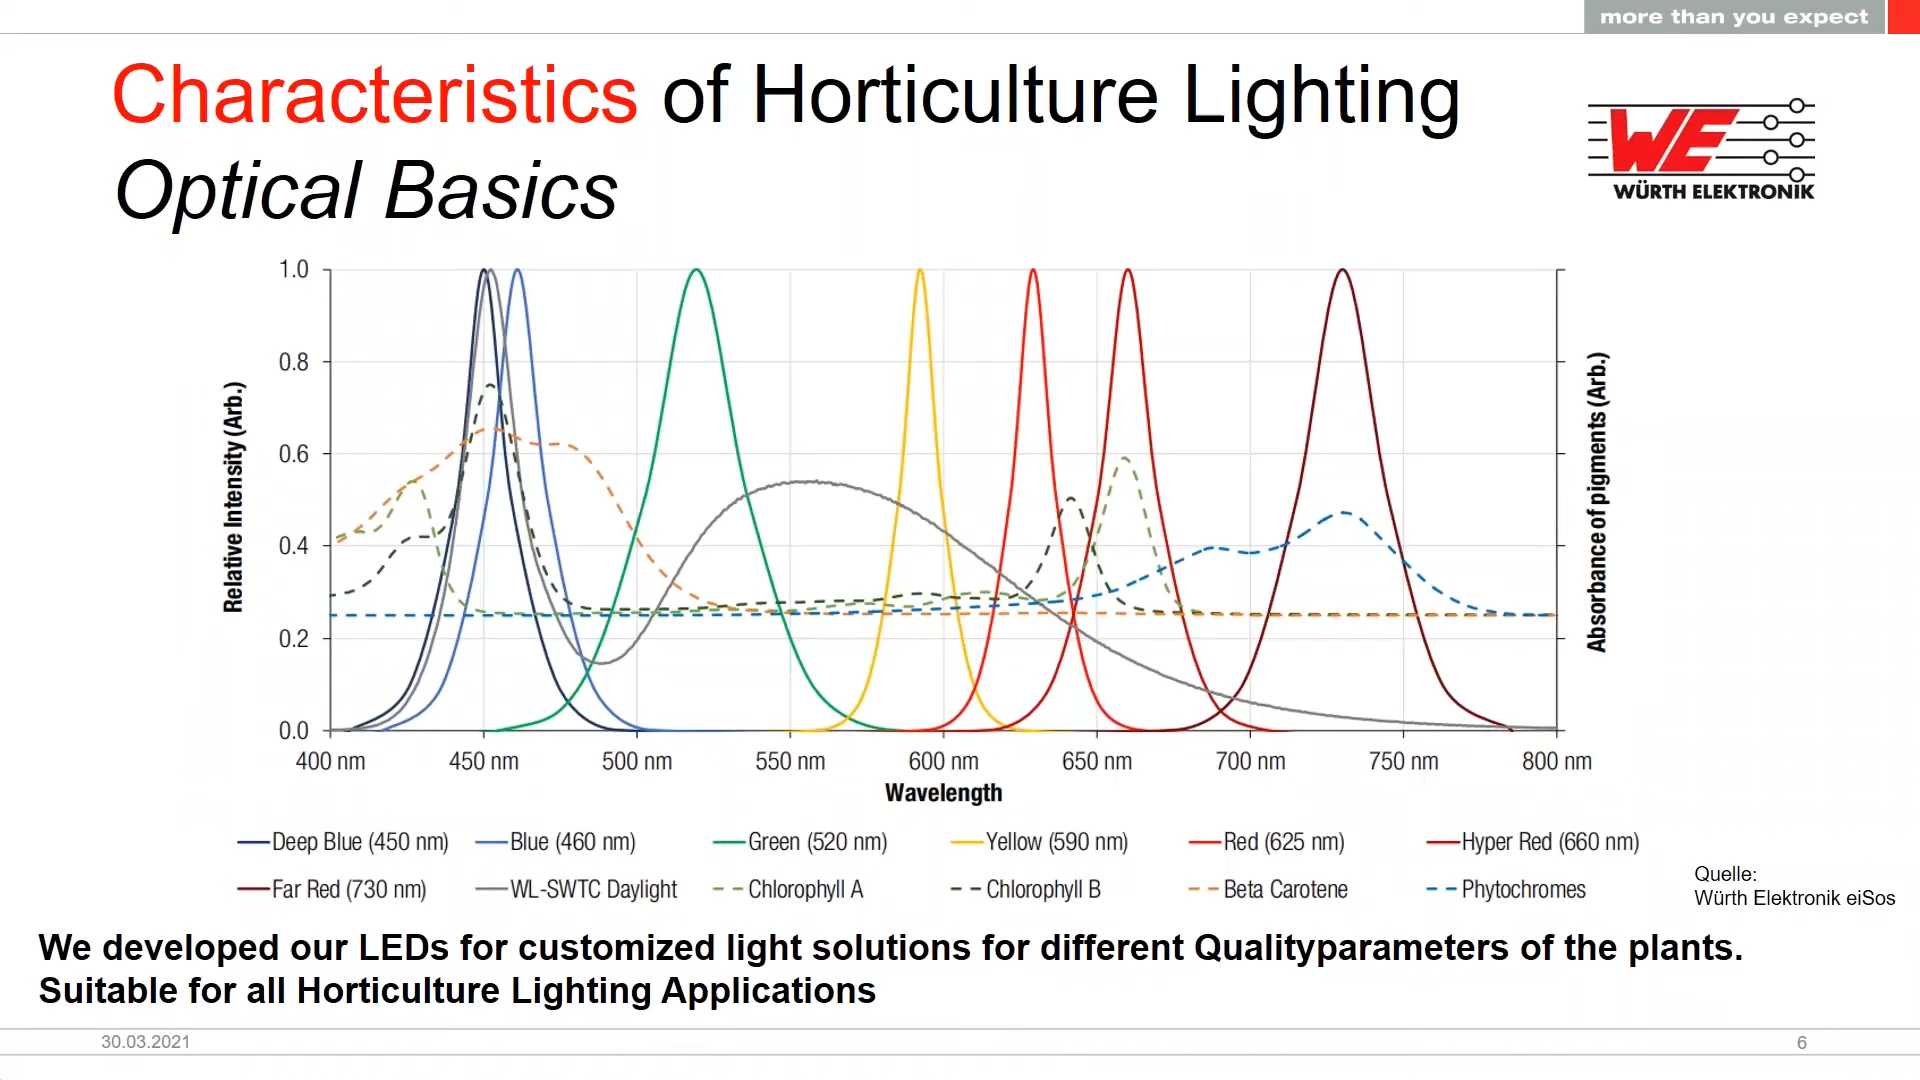 more than you expect
Characteristics of Horticulture Lighting
Optical Basics
WE
WÜRTH ELEKTRONIK
Relative Intensity (Arb.)
1.0
0.8
0.6
0.4
0.2
0.0
Absorbance of pigments (Arb.)
400 nm 450 nm 500 nm 550 nm 600 nm 650 nm 700 nm 750 nm 800 nm
Wavelength
Deep Blue (450 nm) Blue (460 nm) Green (520 nm) Yellow (590 nm) Red (625 nm) Hyper Red (660 nm)
Far Red (730 nm) WL-SWTC Daylight Chlorophyll A Chlorophyll B Beta Carotene Phytochromes
Quelle:
Würth Elektronik eiSos
We developed our LEDs for customized light solutions for different Qualityparameters of the plants.
Suitable for all Horticulture Lighting Applications
30.03.2021 6